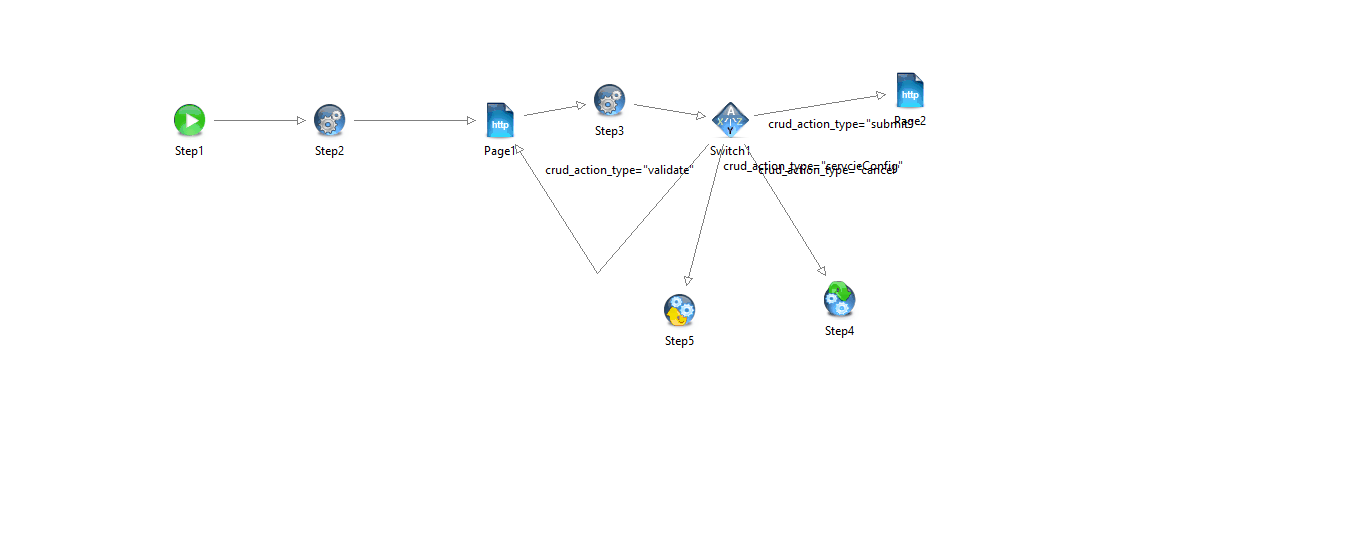 http
Page2
crud_action_type="submit"
Step1
Step2
http
Page1
Step3
A
X Z
Y
Switch1
crud_action_type="validate"
crud_action_type="servcieConfig"
crud_action_type="cancel"
Step5
Step4